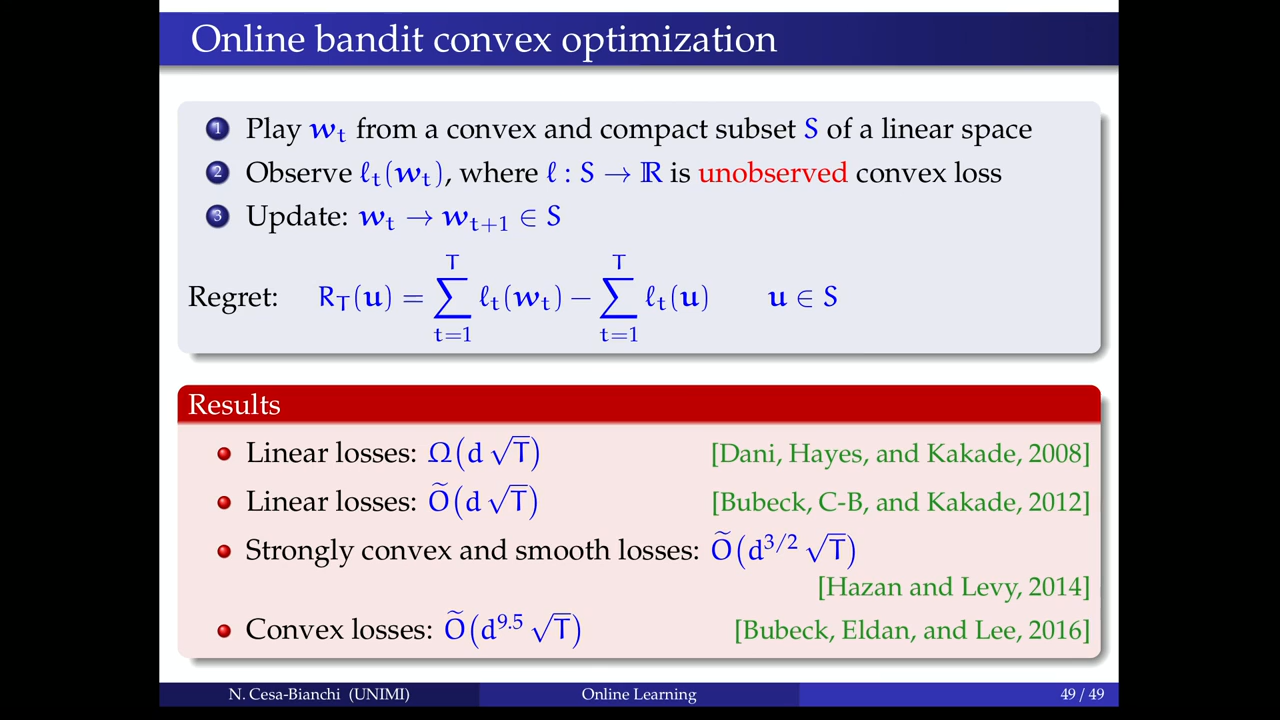 Online bandit convex optimization
1 Play w_t from a convex and compact subset S of a linear space
2 Observe ℓ_t(w_t), where ℓ : S → ℝ is unobserved convex loss
3 Update: w_t → w_{t+1} ∈ S
Regret: R_T(u) = ∑_{t=1}^{T} ℓ_t(w_t) − ∑_{t=1}^{T} ℓ_t(u) u ∈ S
Results
Linear losses: Ω(d √T) [Dani, Hayes, and Kakade, 2008]
Linear losses: Õ(d √T) [Bubeck, C-B, and Kakade, 2012]
Strongly convex and smooth losses: Õ(d^{3/2} √T)
[Hazan and Levy, 2014]
Convex losses: Õ(d^{9.5} √T) [Bubeck, Eldan, and Lee, 2016]
N. Cesa-Bianchi (UNIMI) Online Learning 49 / 49